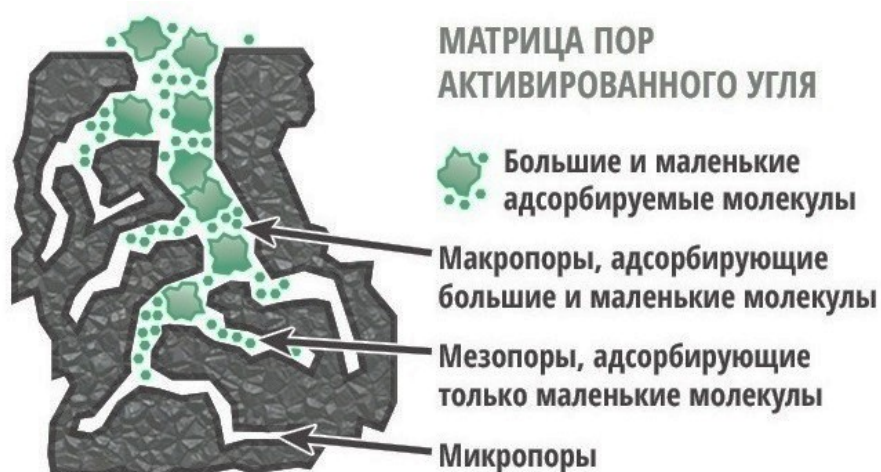 МАТРИЦА ПОР
АКТИВИРОВАННОГО УГЛЯ
Большие и маленькие
адсорбируемые молекулы
Макропоры, адсорбирующие
большие и маленькие молекулы
Мезопоры, адсорбирующие
только маленькие молекулы
Микропоры